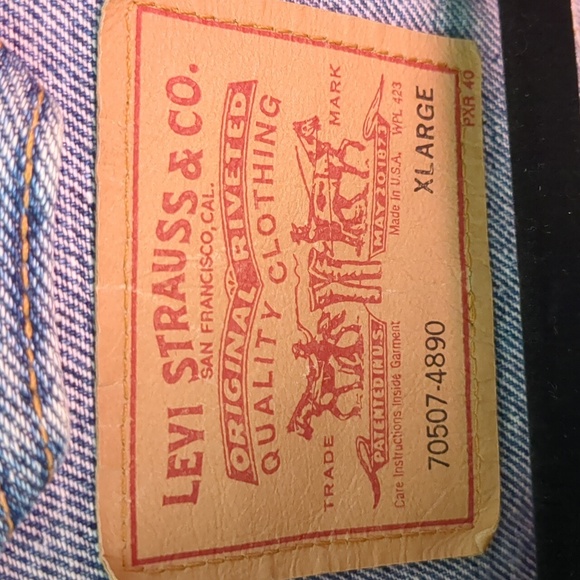 LEVI STRAUSS & CO.
SAN FRANCISCO, CAL.
ORIGINAL RIVETED
QUALITY CLOTHING
TRADE MARK
PATENTED IN U.S. MAY 20 1873
Care Instructions Inside Garment Made in U.S.A. WPL 423
70507-4890 XLARGE
PXR 40